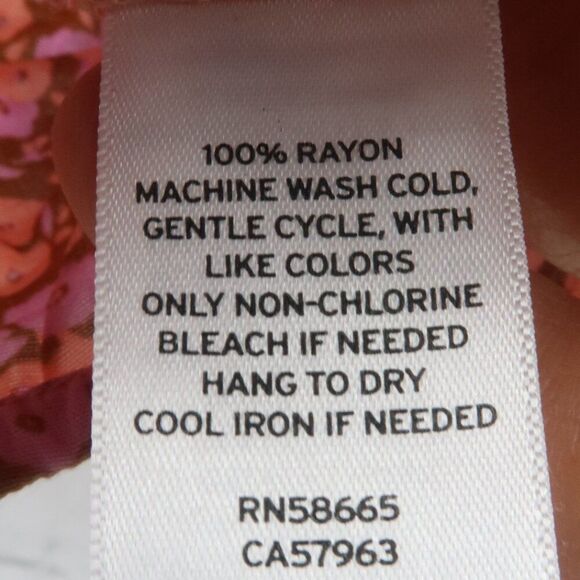 100% RAYON
MACHINE WASH COLD,
GENTLE CYCLE, WITH
LIKE COLORS
ONLY NON-CHLORINE
BLEACH IF NEEDED
HANG TO DRY
COOL IRON IF NEEDED
RN58665
CA57963